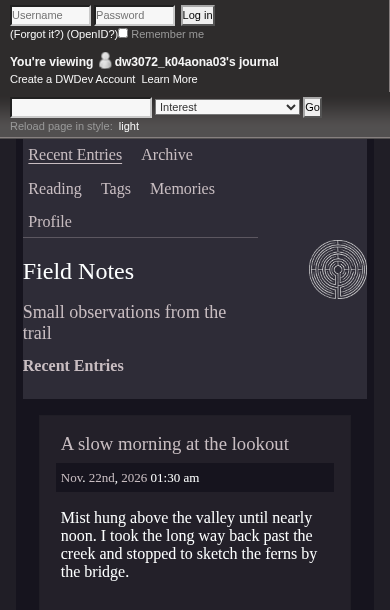 Username Password Log in
(Forgot it?) (OpenID?) Remember me
You're viewing dw3072_k04aona03's journal
Create a DWDev Account Learn More
Interest Go
Reload page in style: light
Recent Entries Archive
Reading Tags Memories
Profile
Field Notes
Small observations from the
trail
Recent Entries
A slow morning at the lookout
Nov. 22nd, 2026 01:30 am
Mist hung above the valley until nearly
noon. I took the long way back past the
creek and stopped to sketch the ferns by
the bridge.